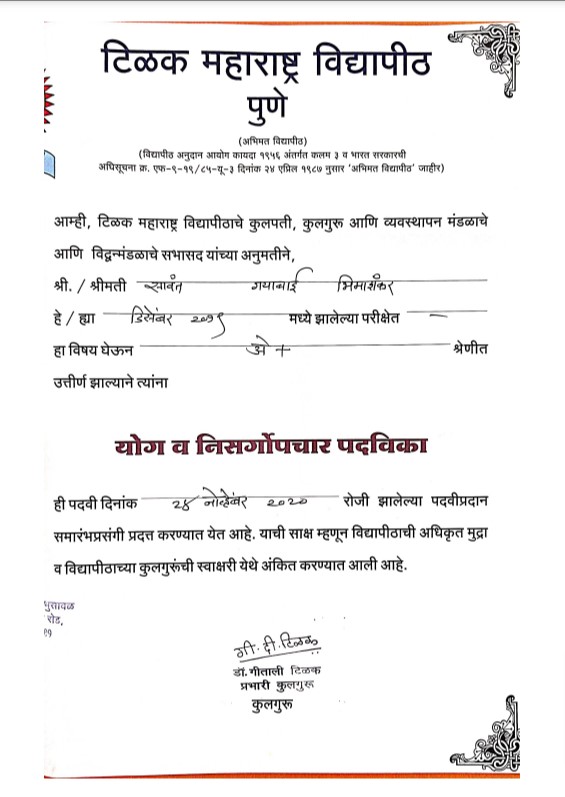 टिळक महाराष्ट्र विद्यापीठ
पुणे
(अभिमत विद्यापीठ)
(विद्यापीठ अनुदान आयोग कायदा १९५६ अंतर्गत कलम ३ व भारत सरकारची
अधिसूचना क्र. एफ-९-१९/८५-यू-३ दिनांक २४ एप्रिल १९८७ नुसार 'अभिमत विद्यापीठ' जाहीर)
आम्ही, टिळक महाराष्ट्र विद्यापीठाचे कुलपती, कुलगुरू आणि व्यवस्थापन मंडळाचे
आणि विद्वन्मंडळाचे सभासद यांच्या अनुमतीने,
श्री. / श्रीमती सावंत गयाबाई भिमाशंकर
हे / ह्या डिसेंबर २०१९ मध्ये झालेल्या परीक्षेत —
हा विषय घेऊन अे + श्रेणीत
उत्तीर्ण झाल्याने त्यांना
योग व निसर्गोपचार पदविका
ही पदवी दिनांक २४ नोव्हेंबर २०२० रोजी झालेल्या पदवीप्रदान
समारंभप्रसंगी प्रदत्त करण्यात येत आहे. याची साक्ष म्हणून विद्यापीठाची अधिकृत मुद्रा
व विद्यापीठाच्या कुलगुरूंची स्वाक्षरी येथे अंकित करण्यात आली आहे.
भुसावळ
रोड,
गी. दी. टिळक
डॉ. गीताली टिळक
प्रभारी कुलगुरू
कुलगुरू